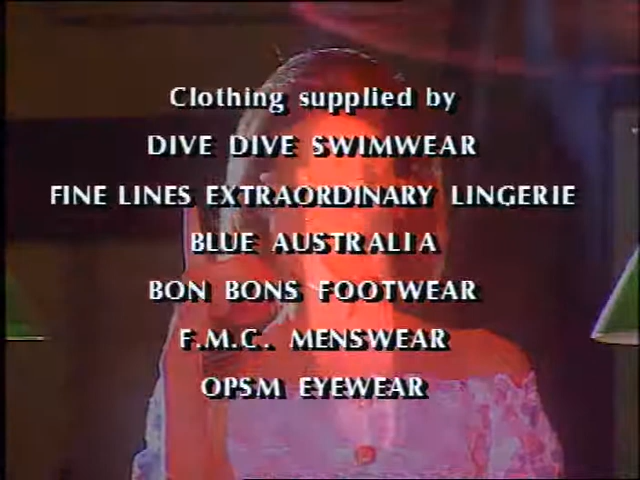 Clothing supplied by
DIVE DIVE SWIMWEAR
FINE LINES EXTRAORDINARY LINGERIE
BLUE AUSTRALIA
BON BONS FOOTWEAR
F.M.C. MENSWEAR
OPSM EYEWEAR